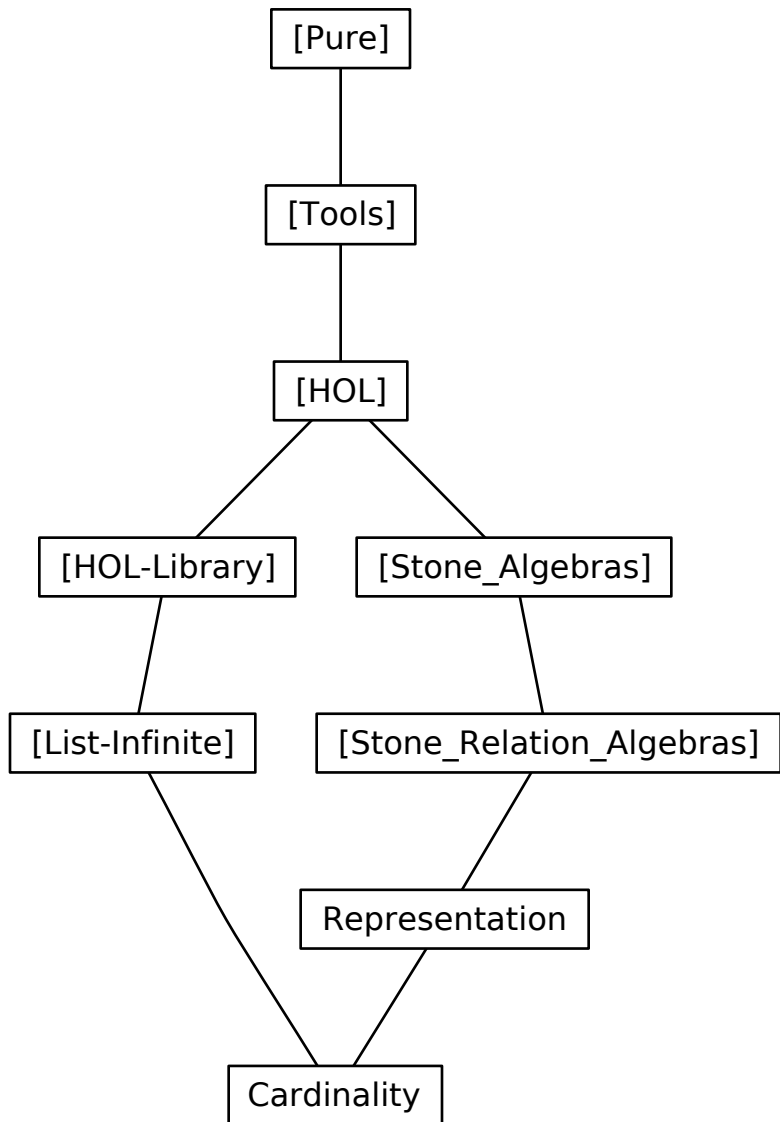 [Pure]
[Tools]
[HOL]
[HOL-Library]
[Stone_Algebras]
[List-Infinite]
[Stone_Relation_Algebras]
Representation
Cardinality